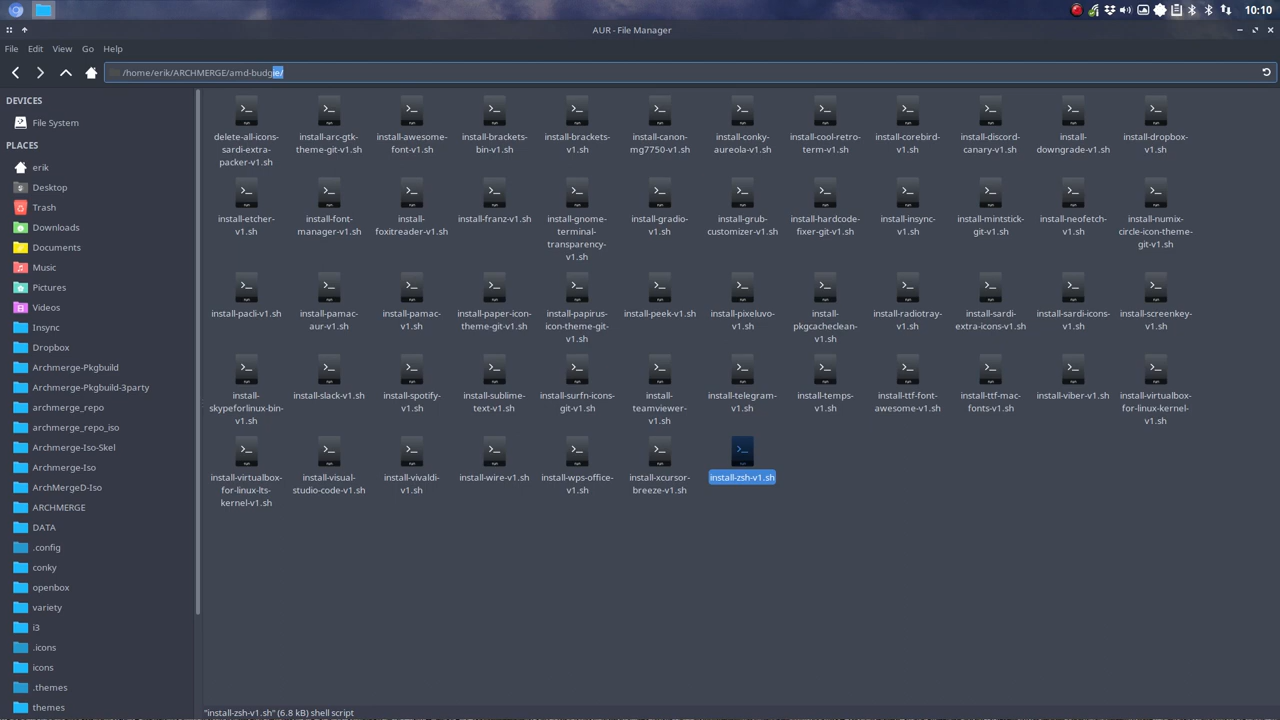 10:10
AUR - File Manager
File Edit View Go Help
/home/erik/ARCHMERGE/amd-budgie/
DEVICES
File System
PLACES
erik
Desktop
Trash
Downloads
Documents
Music
Pictures
Videos
Insync
Dropbox
Archmerge-Pkgbuild
Archmerge-Pkgbuild-3party
archmerge_repo
archmerge_repo_iso
Archmerge-Iso-Skel
Archmerge-Iso
ArchMergeD-Iso
ARCHMERGE
DATA
.config
conky
openbox
variety
i3
.icons
icons
.themes
themes
delete-all-icons-
sardi-extra-
packer-v1.sh
install-arc-gtk-
theme-git-v1.sh
install-awesome-
font-v1.sh
install-brackets-
bin-v1.sh
install-brackets-
v1.sh
install-canon-
mg7750-v1.sh
install-conky-
aureola-v1.sh
install-cool-retro-
term-v1.sh
install-corebird-
v1.sh
install-discord-
canary-v1.sh
install-
downgrade-v1.sh
install-dropbox-
v1.sh
install-etcher-
v1.sh
install-font-
manager-v1.sh
install-
foxitreader-v1.sh
install-franz-v1.sh
install-gnome-
terminal-
transparency-
v1.sh
install-gradio-
v1.sh
install-grub-
customizer-v1.sh
install-hardcode-
fixer-git-v1.sh
install-insync-
v1.sh
install-mintstick-
git-v1.sh
install-neofetch-
v1.sh
install-numix-
circle-icon-theme-
git-v1.sh
install-pacli-v1.sh
install-pamac-
aur-v1.sh
install-pamac-
v1.sh
install-paper-icon-
theme-git-v1.sh
install-papirus-
icon-theme-git-
v1.sh
install-peek-v1.sh
install-pixeluvo-
v1.sh
install-
pkgcacheclean-
v1.sh
install-radiotray-
v1.sh
install-sardi-
extra-icons-v1.sh
install-sardi-icons-
v1.sh
install-screenkey-
v1.sh
install-
skypeforlinux-bin-
v1.sh
install-slack-v1.sh
install-spotify-
v1.sh
install-sublime-
text-v1.sh
install-surfn-icons-
git-v1.sh
install-
teamviewer-
v1.sh
install-telegram-
v1.sh
install-temps-
v1.sh
install-ttf-font-
awesome-v1.sh
install-ttf-mac-
fonts-v1.sh
install-viber-v1.sh
install-virtualbox-
for-linux-kernel-
v1.sh
install-virtualbox-
for-linux-lts-
kernel-v1.sh
install-visual-
studio-code-v1.sh
install-vivaldi-
v1.sh
install-wire-v1.sh
install-wps-office-
v1.sh
install-xcursor-
breeze-v1.sh
install-zsh-v1.sh
"install-zsh-v1.sh" (6.8 kB) shell script